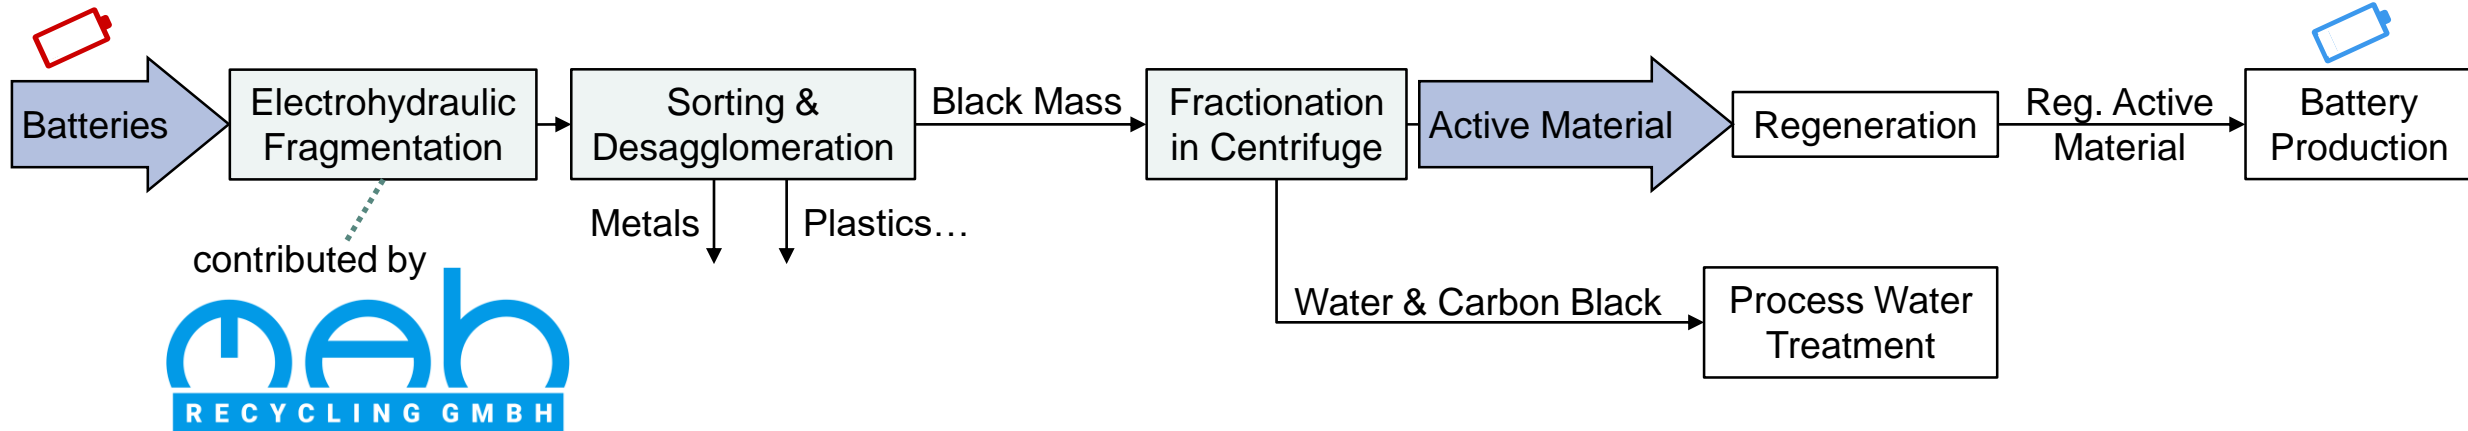 Batteries
Electrohydraulic
Fragmentation
Sorting &
Desagglomeration
Black Mass
Fractionation
in Centrifuge
Active Material
Regeneration
Reg. Active
Material
Battery
Production
Metals
Plastics…
contributed by
meb
RECYCLING GMBH
Water & Carbon Black
Process Water
Treatment